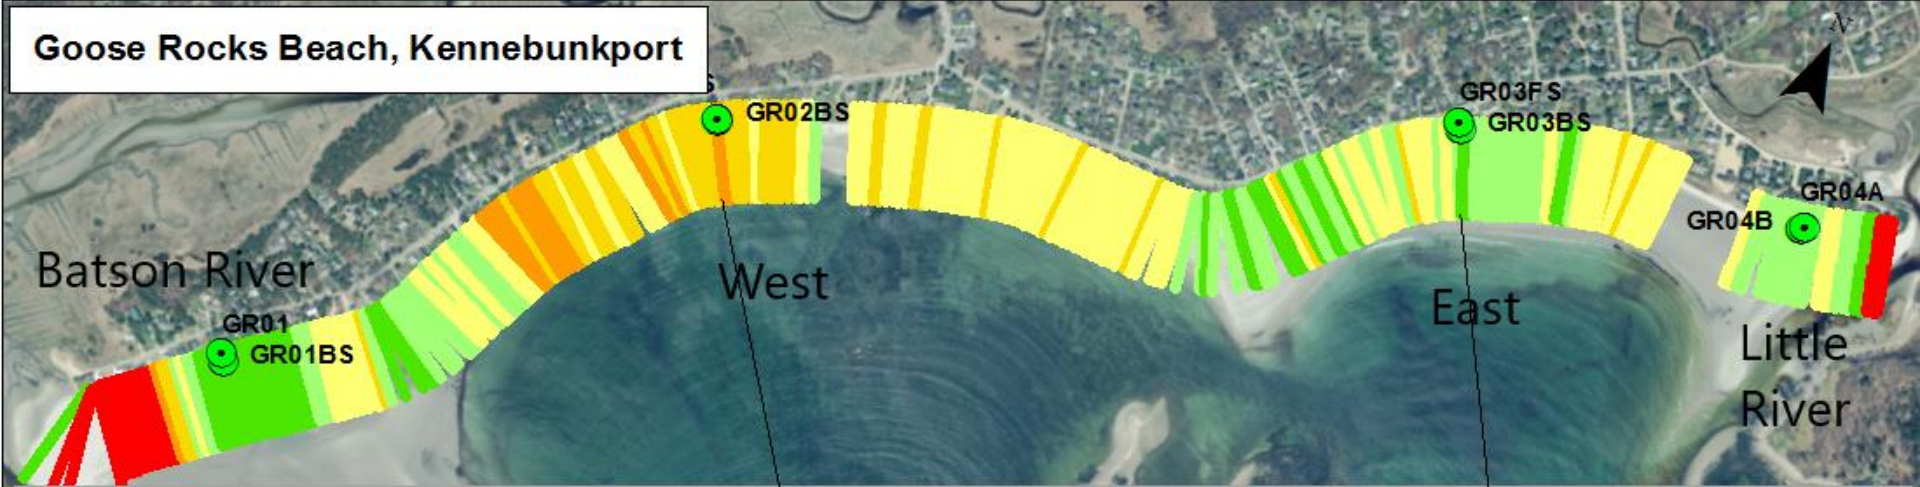 Goose Rocks Beach, Kennebunkport
N
GR02BS
GR03FS
GR03BS
GR04A
GR04B
Batson River
West
East
GR01
GR01BS
Little
River